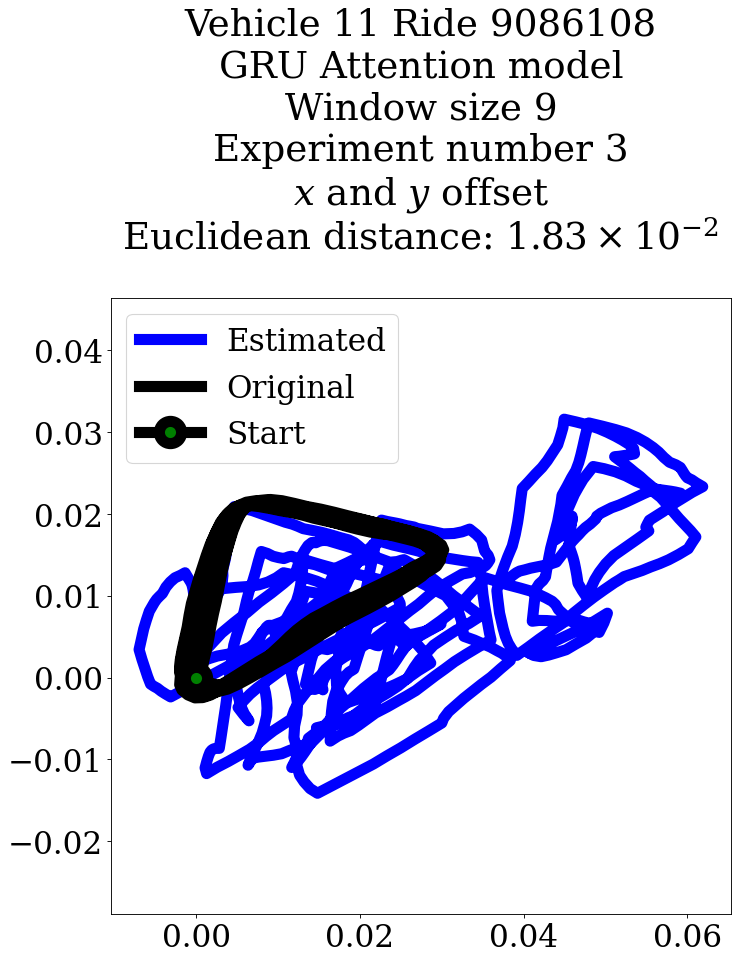 Vehicle 11 Ride 9086108
GRU Attention model
Window size 9
Experiment number 3
x and y offset
Euclidean distance: 1.83 × 10⁻²
Estimated
Original
Start
0.04
0.03
0.02
0.01
0.00
−0.01
−0.02
0.00 0.02 0.04 0.06